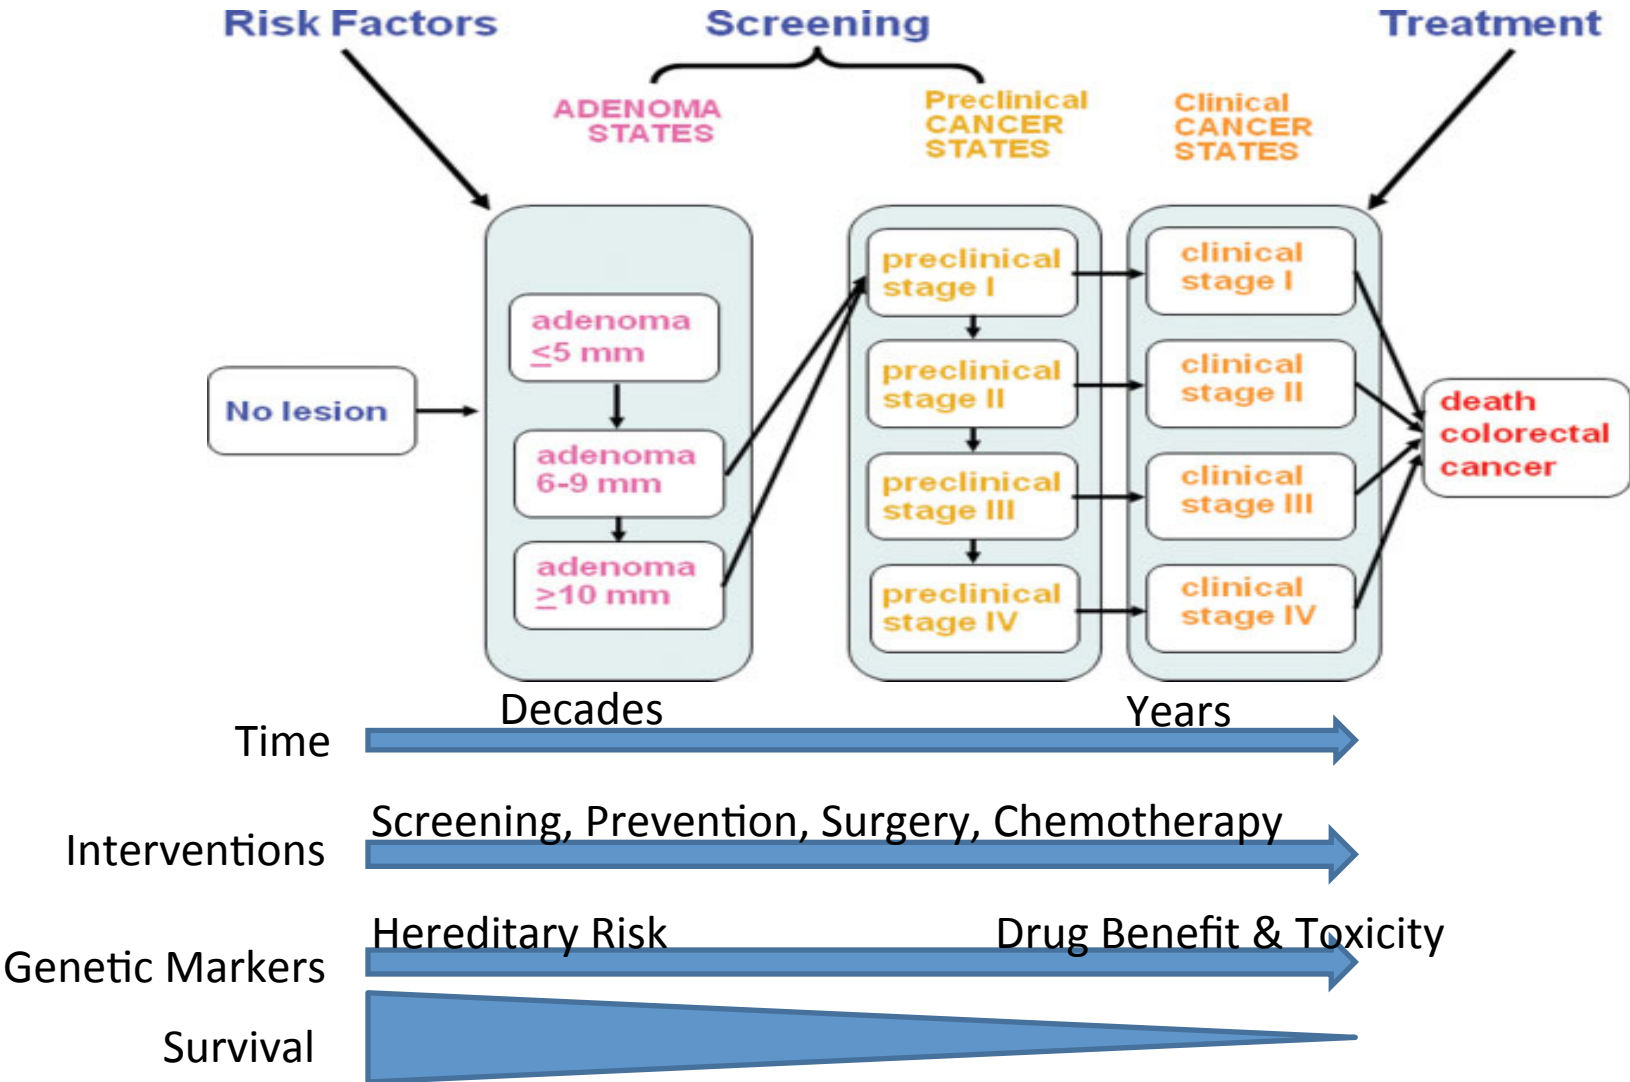 Risk Factors
Screening
Treatment
ADENOMA
STATES
Preclinical
CANCER
STATES
Clinical
CANCER
STATES
No lesion
adenoma
≤5 mm
adenoma
6-9 mm
adenoma
≥10 mm
preclinical
stage I
preclinical
stage II
preclinical
stage III
preclinical
stage IV
clinical
stage I
clinical
stage II
clinical
stage III
clinical
stage IV
death
colorectal
cancer
Decades
Years
Time
Screening, Prevention, Surgery, Chemotherapy
Interventions
Hereditary Risk
Drug Benefit & Toxicity
Genetic Markers
Survival